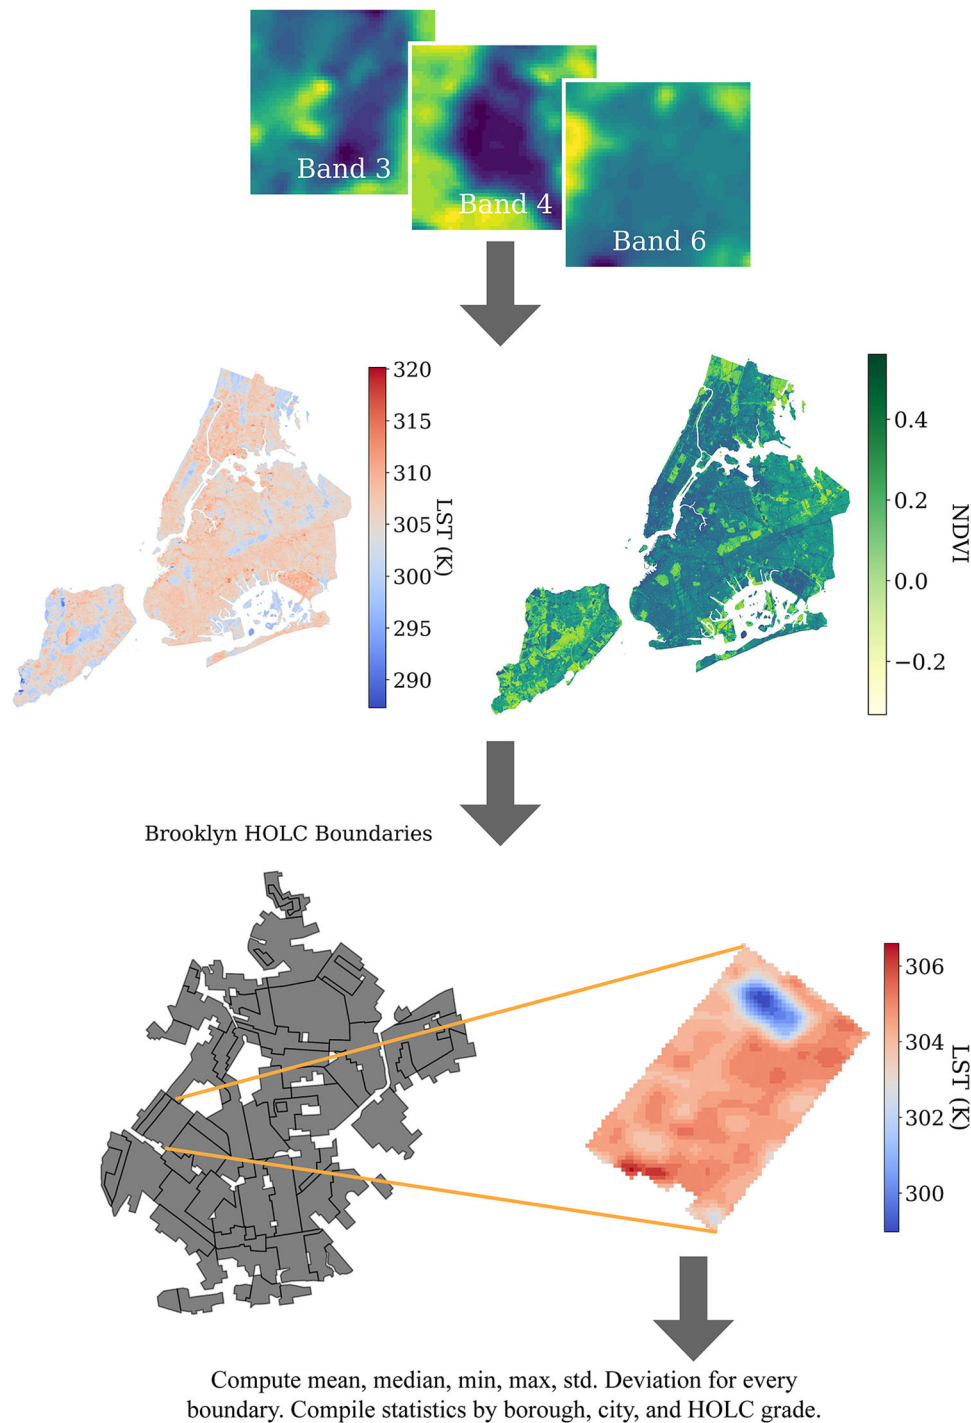 Band 3
Band 4
Band 6
320
315
310
305
300
295
290
LST (K)
0.4
0.2
0.0
−0.2
NDVI
Brooklyn HOLC Boundaries
306
304
302
300
LST (K)
Compute mean, median, min, max, std. Deviation for every
boundary. Compile statistics by borough, city, and HOLC grade.